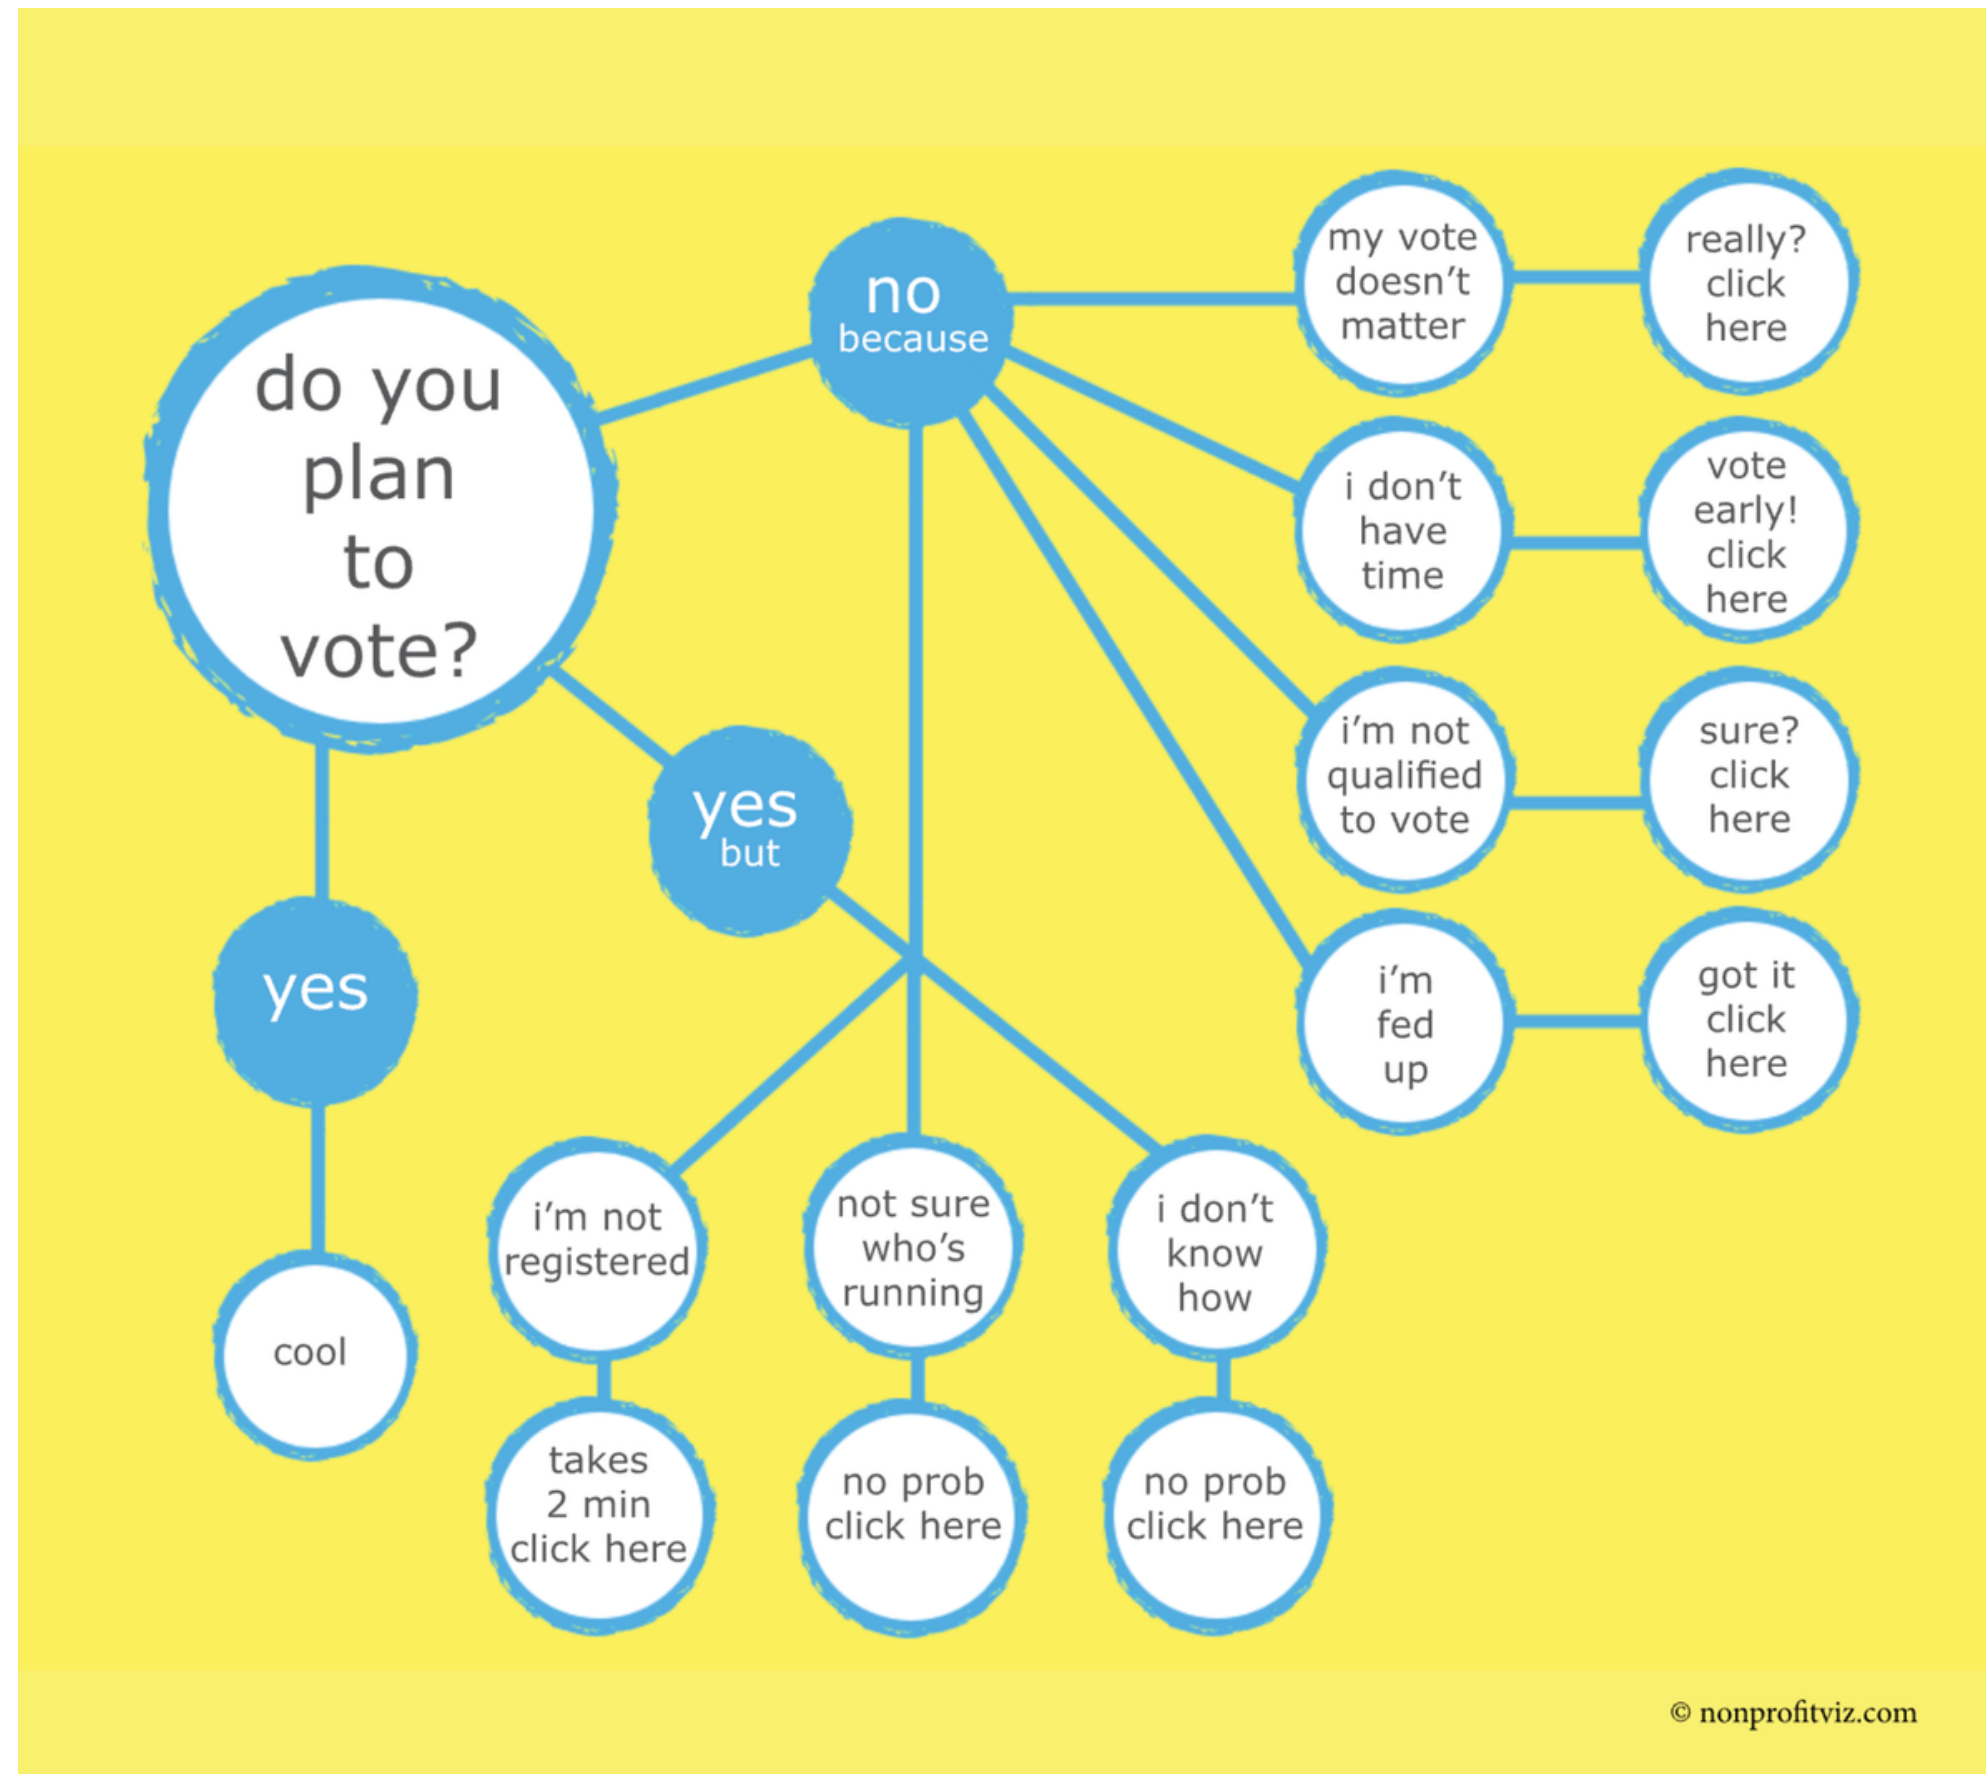 do you
plan
to
vote?
no
because
my vote
doesn't
matter
really?
click
here
i don't
have
time
vote
early!
click
here
i'm not
qualified
to vote
sure?
click
here
i'm
fed
up
got it
click
here
yes
but
yes
cool
i'm not
registered
takes
2 min
click here
not sure
who's
running
no prob
click here
i don't
know
how
no prob
click here
© nonprofitviz.com